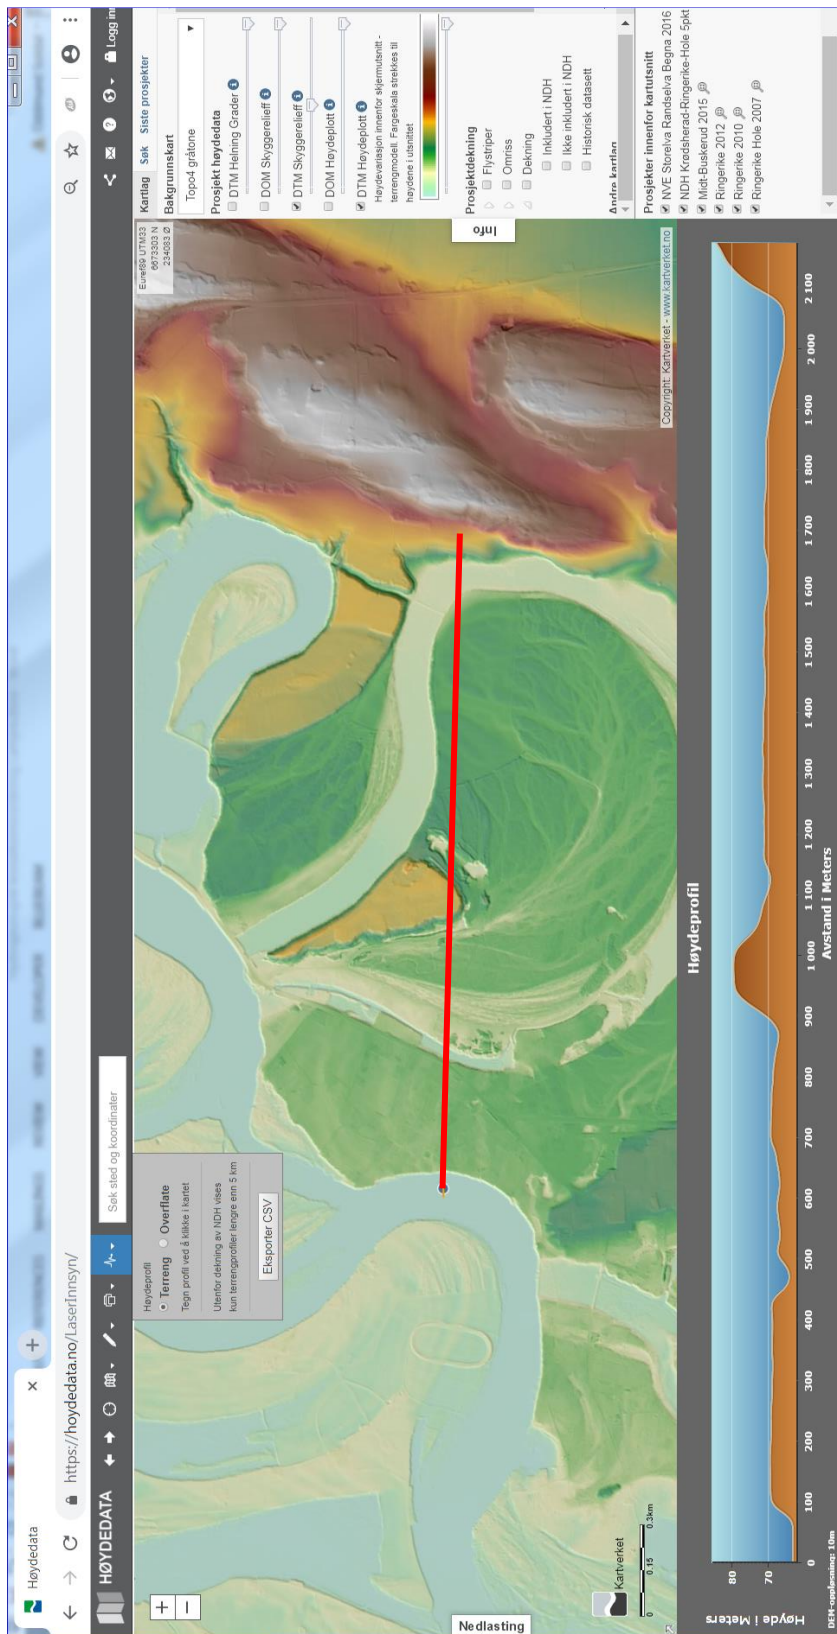 Høydedata
https://hoydedata.no/LaserInnsyn/
HØYDEDATA
Søk sted og koordinater
Logg inn
Høydeprofil
Terreng
Overflate
Tegn profil ved å klikke i kartet
Utenfor dekning av NDH vises
kun terrengprofiler lengre enn 5 km
Eksporter CSV
Euref89 UTM33
6673303 N
234083 Ø
Info
Nedlasting
Kartverket
0
0.15
0.3km
Copyright: Kartverket - www.kartverket.no
Kartlag
Søk
Siste prosjekter
Bakgrunnskart
Topo4 gråtone
Prosjekt høydedata
DTM Helning Grader
DOM Skyggerelieff
DTM Skyggerelieff
DOM Høydeplott
DTM Høydeplott
Høydevariasjon innenfor skjermutsnitt -
terrengmodell. Fargeskala strekkes til
høydene i utsnittet
Prosjektdekning
Flystriper
Omriss
Dekning
Inkludert i NDH
Ikke inkludert i NDH
Historisk datasett
Andre kartlag
Prosjekter innenfor kartutsnitt
NVE Storelva Randselva Begna 2016
NDH Krødsherad-Ringerike-Hole 5pkt
Midt-Buskerud 2015
Ringerike 2012
Ringerike 2010
Ringerike Hole 2007
Høydeprofil
Høyde i Meters
80
70
0
100
200
300
400
500
600
700
800
900
1 000
1 100
1 200
1 300
1 400
1 500
1 600
1 700
1 800
1 900
2 000
2 100
Avstand i Meters
DEM-oppløsning: 10m